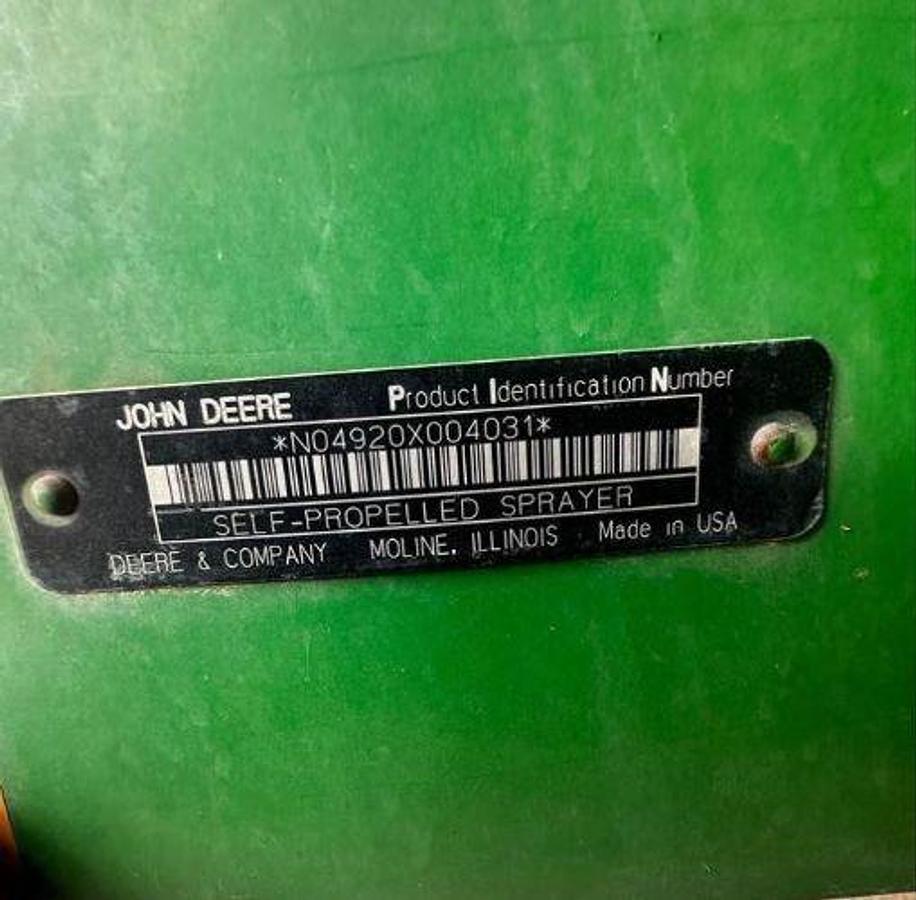 JOHN DEERE Product Identification Number
*N04920X004031*
SELF-PROPELLED SPRAYER
DEERE & COMPANY MOLINE, ILLINOIS Made in USA